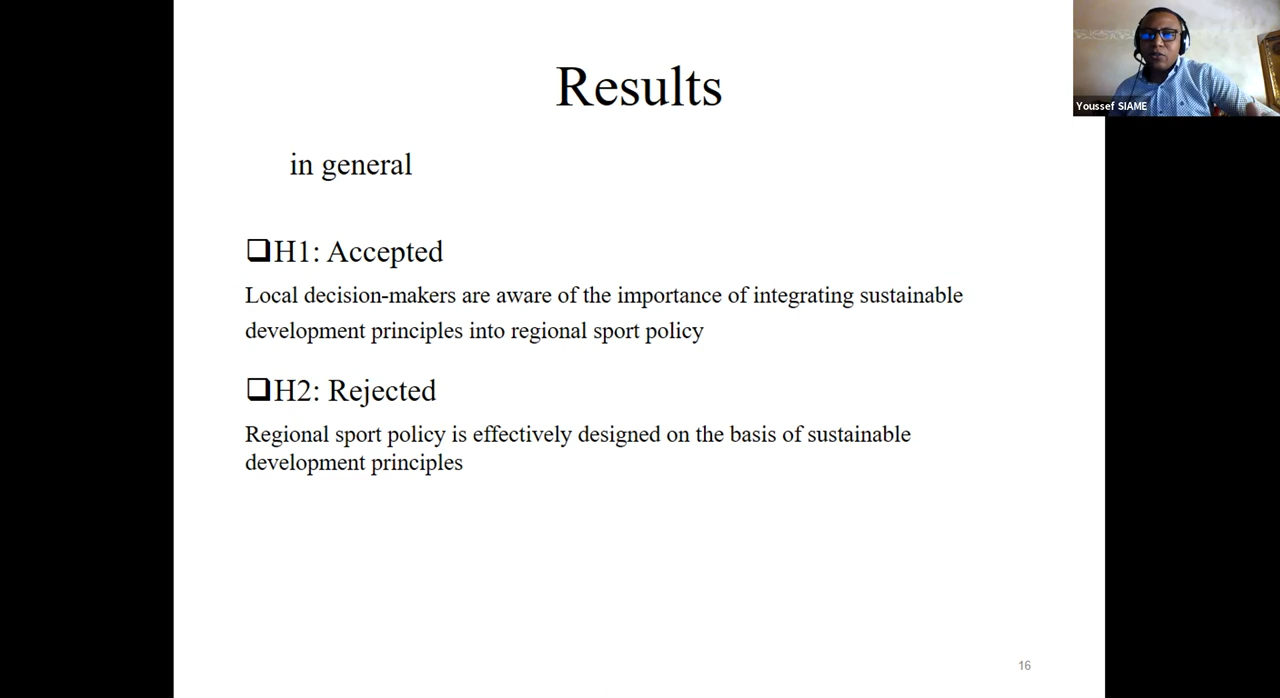 Results
Youssef SIAME
in general
H1: Accepted
Local decision-makers are aware of the importance of integrating sustainable
development principles into regional sport policy
H2: Rejected
Regional sport policy is effectively designed on the basis of sustainable
development principles
16